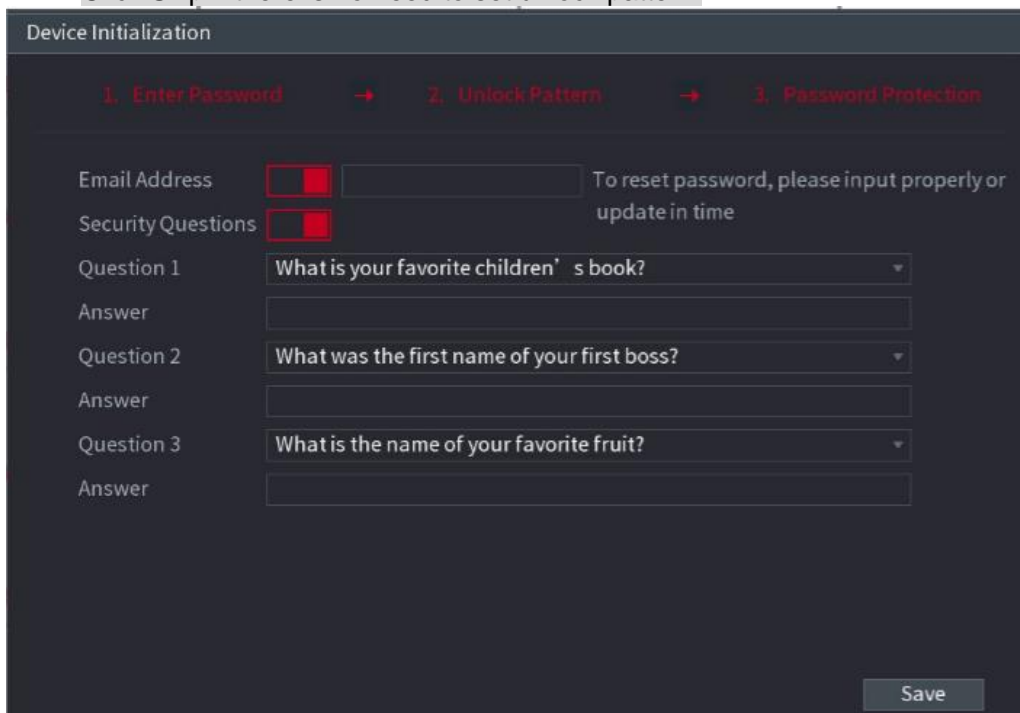 Device Initialization
1. Enter Password → 2. Unlock Pattern → 3. Password Protection
Email Address To reset password, please input properly or
update in time
Security Questions
Question 1 What is your favorite children's book?
Answer
Question 2 What was the first name of your first boss?
Answer
Question 3 What is the name of your favorite fruit?
Answer
Save